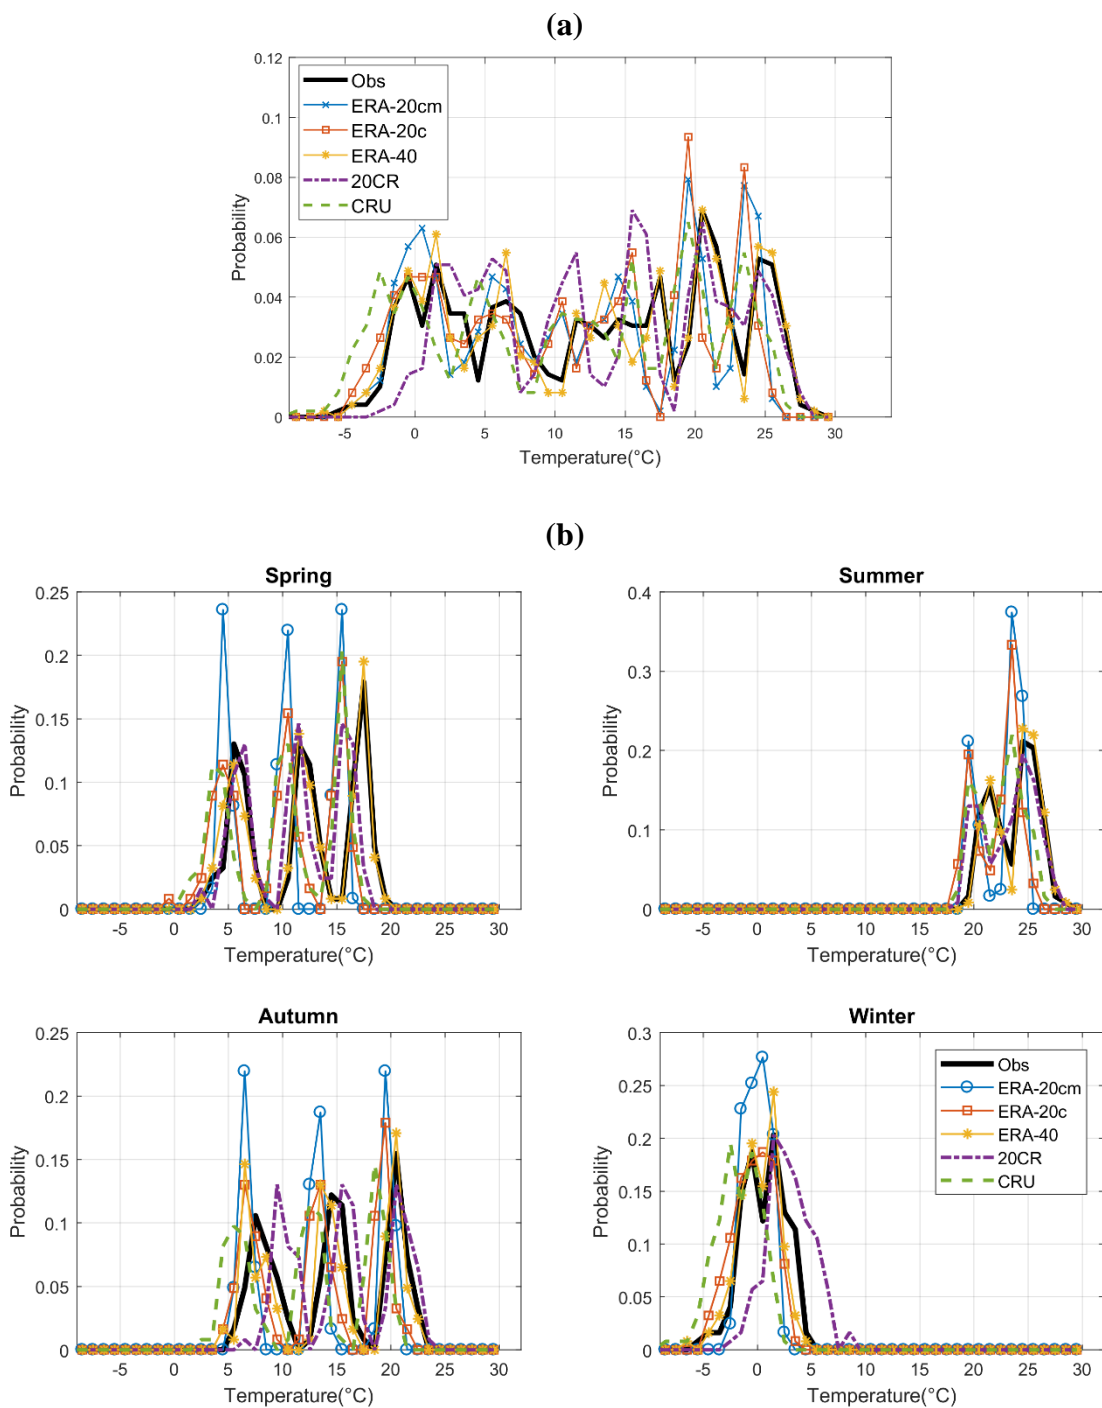 (a)
0.12
0.1
0.08
0.06
0.04
0.02
0
Probability
Obs
ERA-20cm
ERA-20c
ERA-40
20CR
CRU
-5 0 5 10 15 20 25 30
Temperature(°C)
(b)
Spring
0.25
0.2
0.15
0.1
0.05
0
Probability
-5 0 5 10 15 20 25 30
Temperature(°C)
Summer
0.4
0.3
0.2
0.1
0
Probability
-5 0 5 10 15 20 25 30
Temperature(°C)
Autumn
0.25
0.2
0.15
0.1
0.05
0
Probability
-5 0 5 10 15 20 25 30
Temperature(°C)
Winter
0.3
0.25
0.2
0.15
0.1
0.05
0
Probability
Obs
ERA-20cm
ERA-20c
ERA-40
20CR
CRU
-5 0 5 10 15 20 25 30
Temperature(°C)